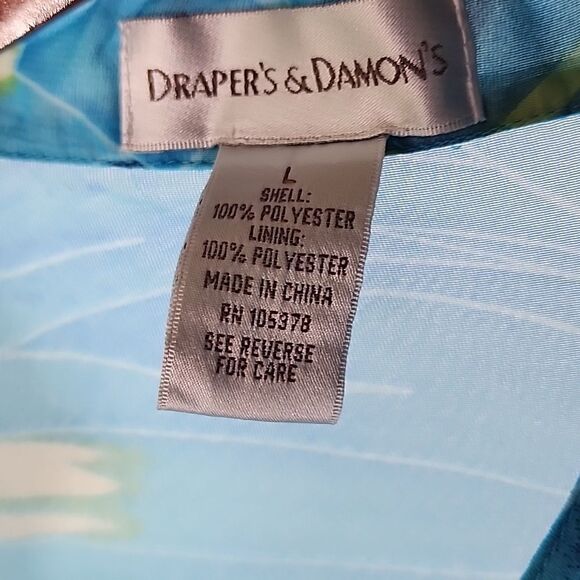 DRAPER'S & DAMON'S
L
SHELL:
100% POLYESTER
LINING:
100% POLYESTER
MADE IN CHINA
RN 105378
SEE REVERSE
FOR CARE